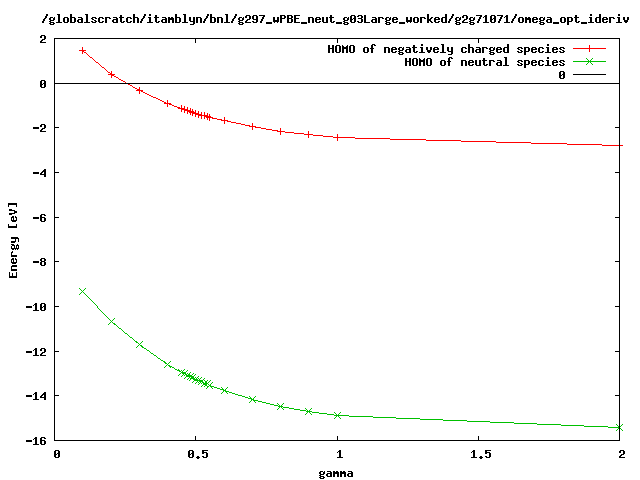 /globalscratch/itamblyn/bnl/g297_wPBE_neut_g03Large_worked/g2g71071/omega_opt_ideriv
HOMO of negatively charged species
HOMO of neutral species
0
2
0
-2
-4
-6
-8
-10
-12
-14
-16
Energy [eV]
0 0.5 1 1.5 2
gamma